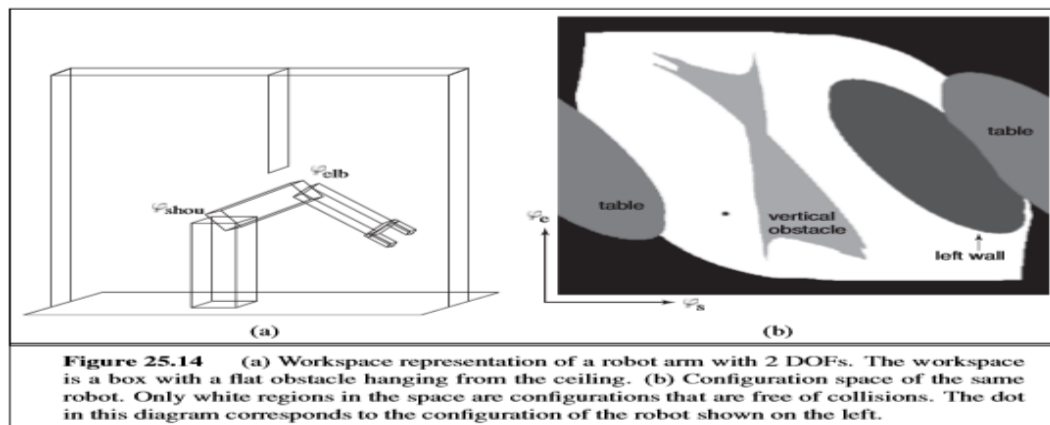 φelb
φshou
(a)
table
table
vertical
obstacle
left wall
φe
φs
(b)
Figure 25.14 (a) Workspace representation of a robot arm with 2 DOFs. The workspace
is a box with a flat obstacle hanging from the ceiling. (b) Configuration space of the same
robot. Only white regions in the space are configurations that are free of collisions. The dot
in this diagram corresponds to the configuration of the robot shown on the left.